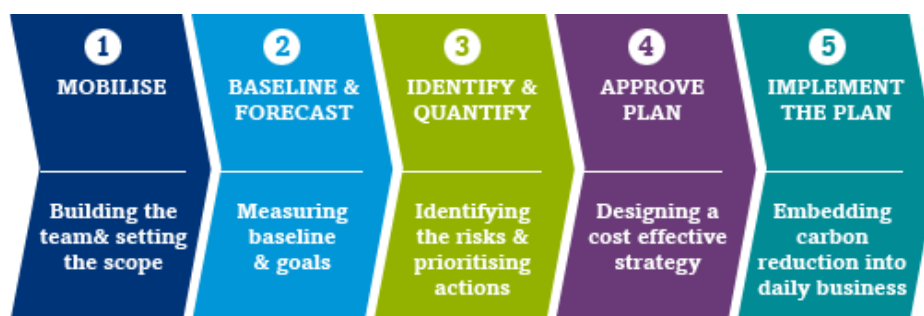 1
MOBILISE
Building the
team& setting
the scope
2
BASELINE &
FORECAST
Measuring
baseline
& goals
3
IDENTIFY &
QUANTIFY
Identifying
the risks &
prioritising
actions
4
APPROVE
PLAN
Designing a
cost effective
strategy
5
IMPLEMENT
THE PLAN
Embedding
carbon
reduction into
daily business